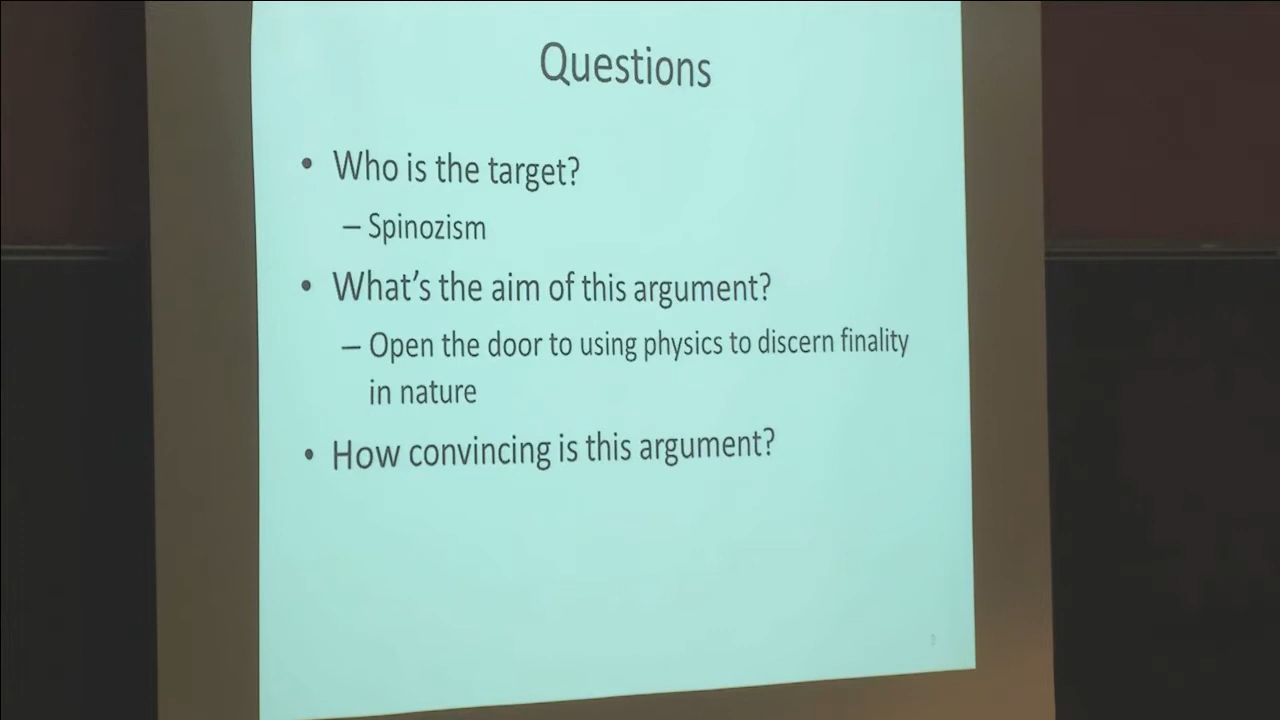 Questions
• Who is the target?
– Spinozism
• What's the aim of this argument?
– Open the door to using physics to discern finality
in nature
• How convincing is this argument?